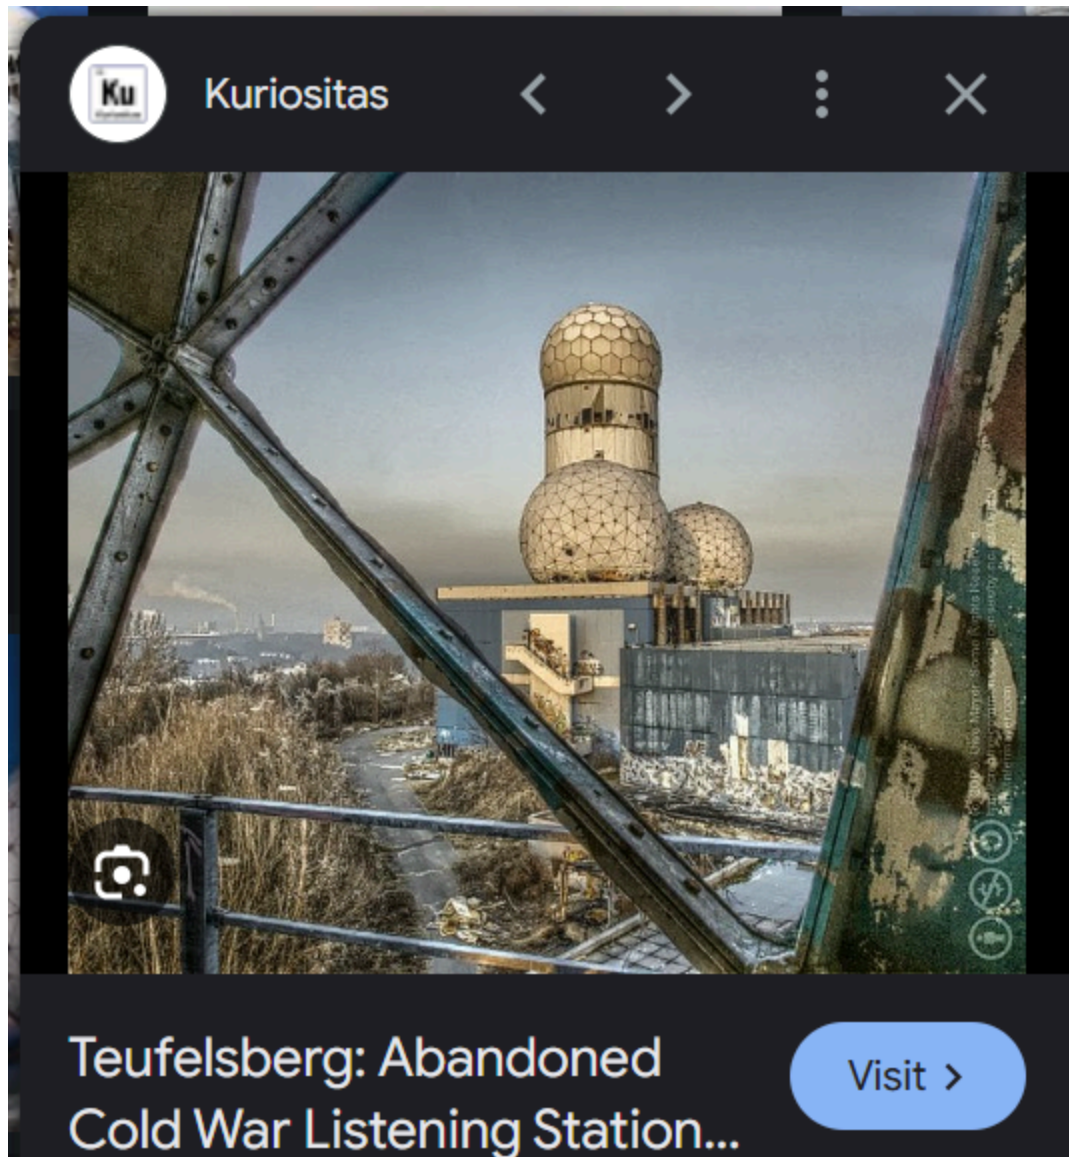 Ku
Kuriositas
Teufelsberg: Abandoned
Cold War Listening Station...
Visit